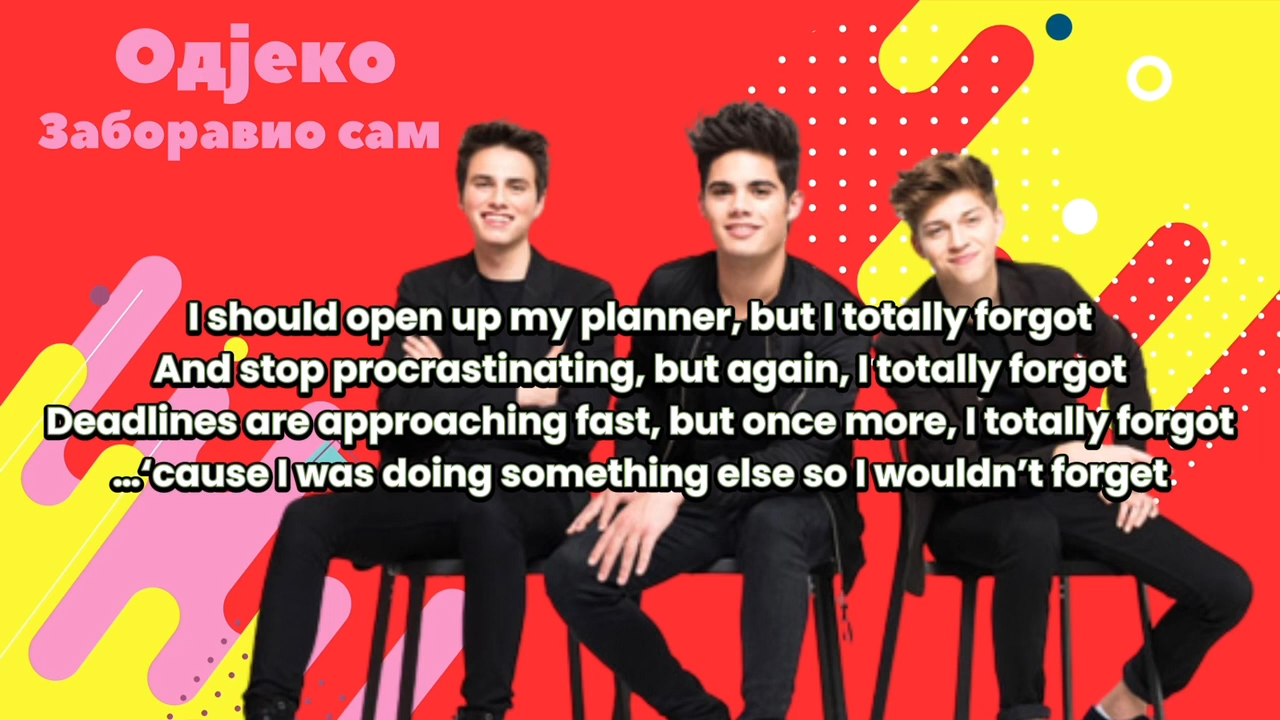 Одјеко
Заборавио сам
I should open up my planner, but I totally forgot
And stop procrastinating, but again, I totally forgot
Deadlines are approaching fast, but once more, I totally forgot
...‘cause I was doing something else so I wouldn’t forget